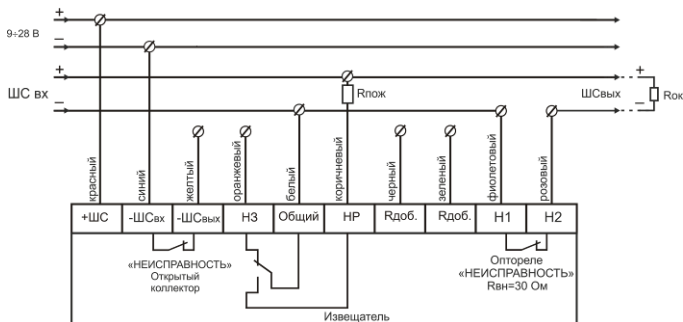 +
9÷28 В
–
+
ШС вх
–
Rпож
ШСвых
+
–
Rок
красный
синий
желтый
оранжевый
белый
коричневый
черный
зеленый
фиолетовый
розовый
+ШС
-ШСвх
-ШСвых
НЗ
Общий
НР
Rдоб.
Rдоб.
Н1
Н2
«НЕИСПРАВНОСТЬ»
Открытый
коллектор
Оптореле
«НЕИСПРАВНОСТЬ»
Rвн=30 Ом
Извещатель